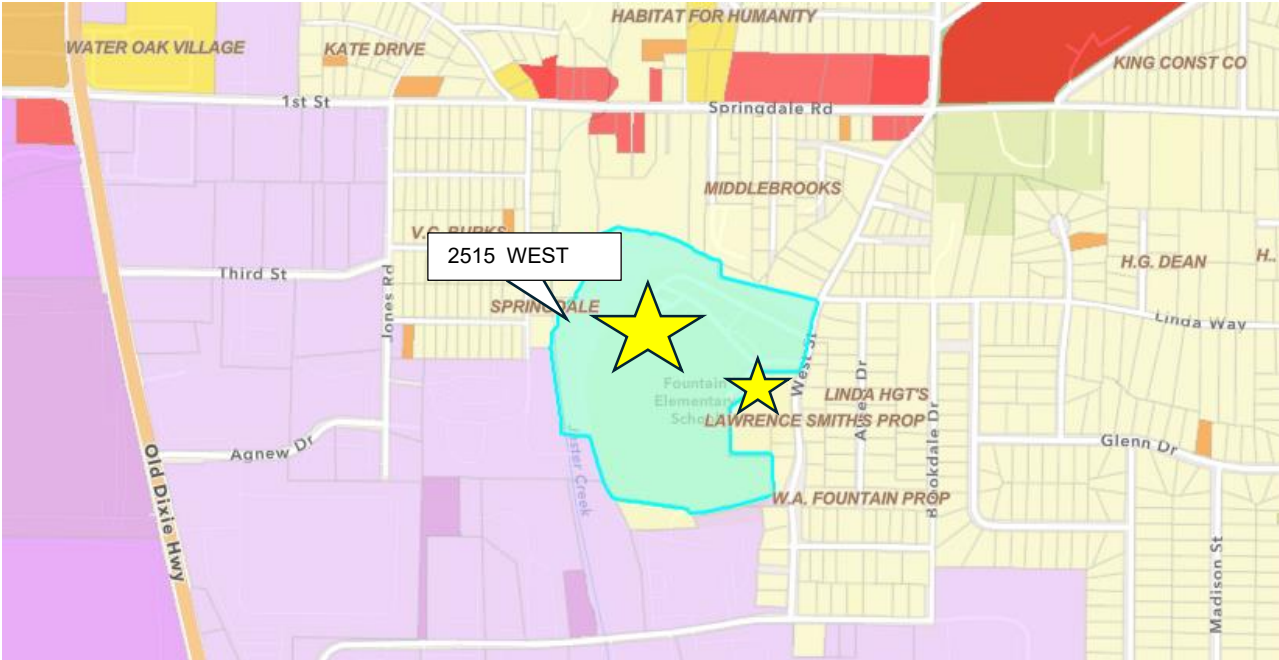 HABITAT FOR HUMANITY
WATER OAK VILLAGE
KATE DRIVE
KING CONST CO
1st St
Springdale Rd
MIDDLEBROOKS
V.C. BURKS
2515 WEST
H.G. DEAN
H..
Third St
Jones Rd
SPRINGDALE
Linda Way
West St
Fountain
Elementary
School
LINDA HGT'S
LAWRENCE SMITH'S PROP
Dr
Brookdale Dr
Agnew Dr
Glenn Dr
Old Dixie Hwy
Jester Creek
W.A. FOUNTAIN PROP
Madison St